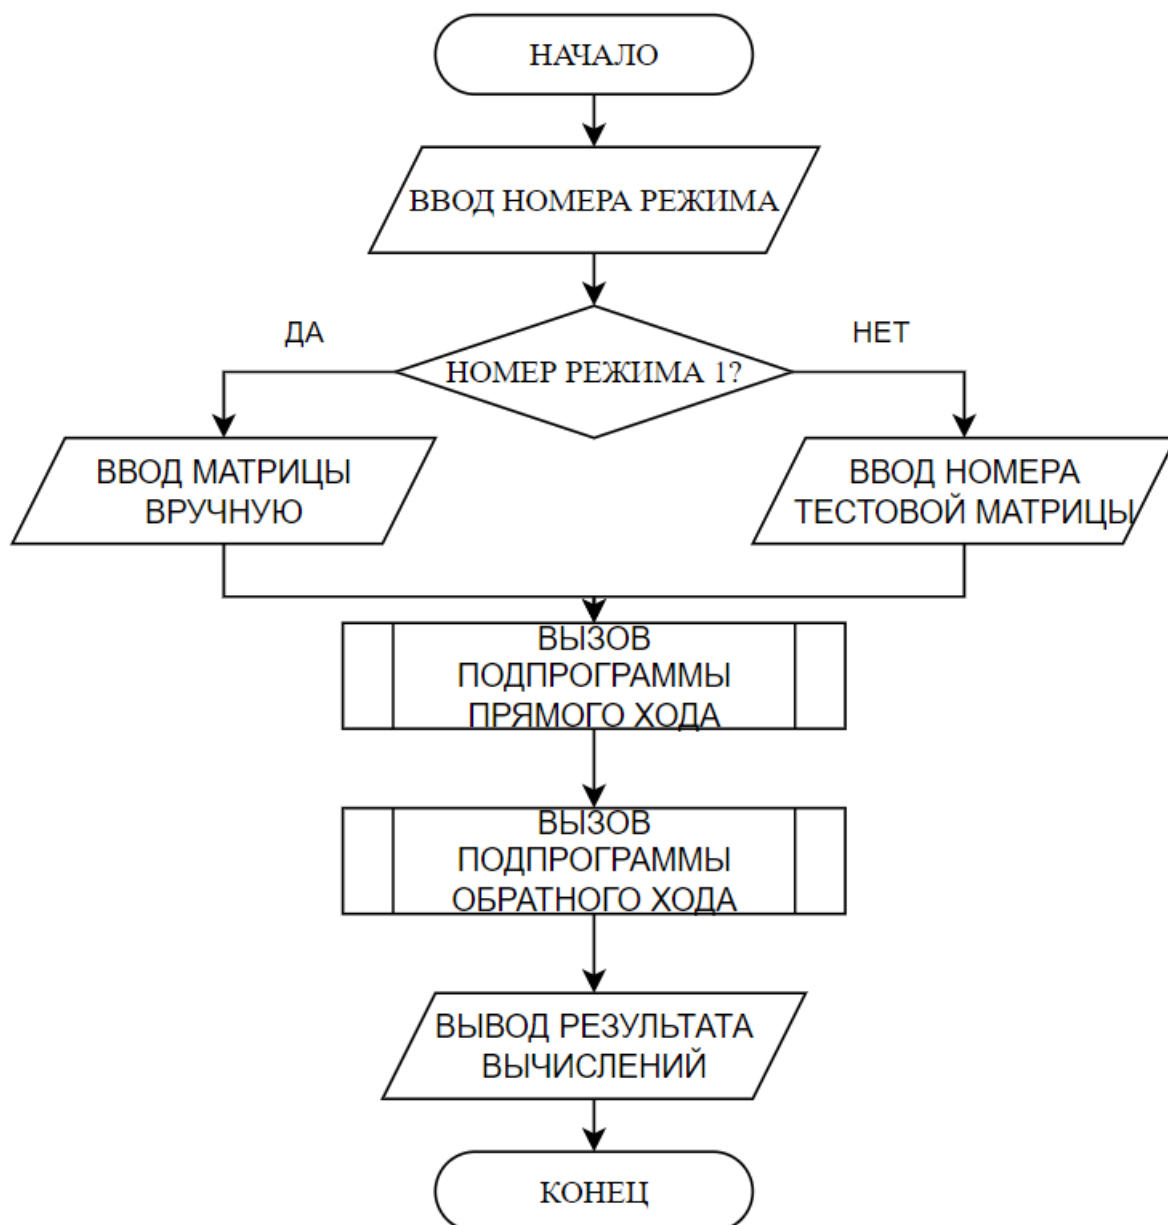 НАЧАЛО
ВВОД НОМЕРА РЕЖИМА
ДА
НЕТ
НОМЕР РЕЖИМА 1?
ВВОД МАТРИЦЫ
ВРУЧНУЮ
ВВОД НОМЕРА
ТЕСТОВОЙ МАТРИЦЫ
ВЫЗОВ
ПОДПРОГРАММЫ
ПРЯМОГО ХОДА
ВЫЗОВ
ПОДПРОГРАММЫ
ОБРАТНОГО ХОДА
ВЫВОД РЕЗУЛЬТАТА
ВЫЧИСЛЕНИЙ
КОНЕЦ